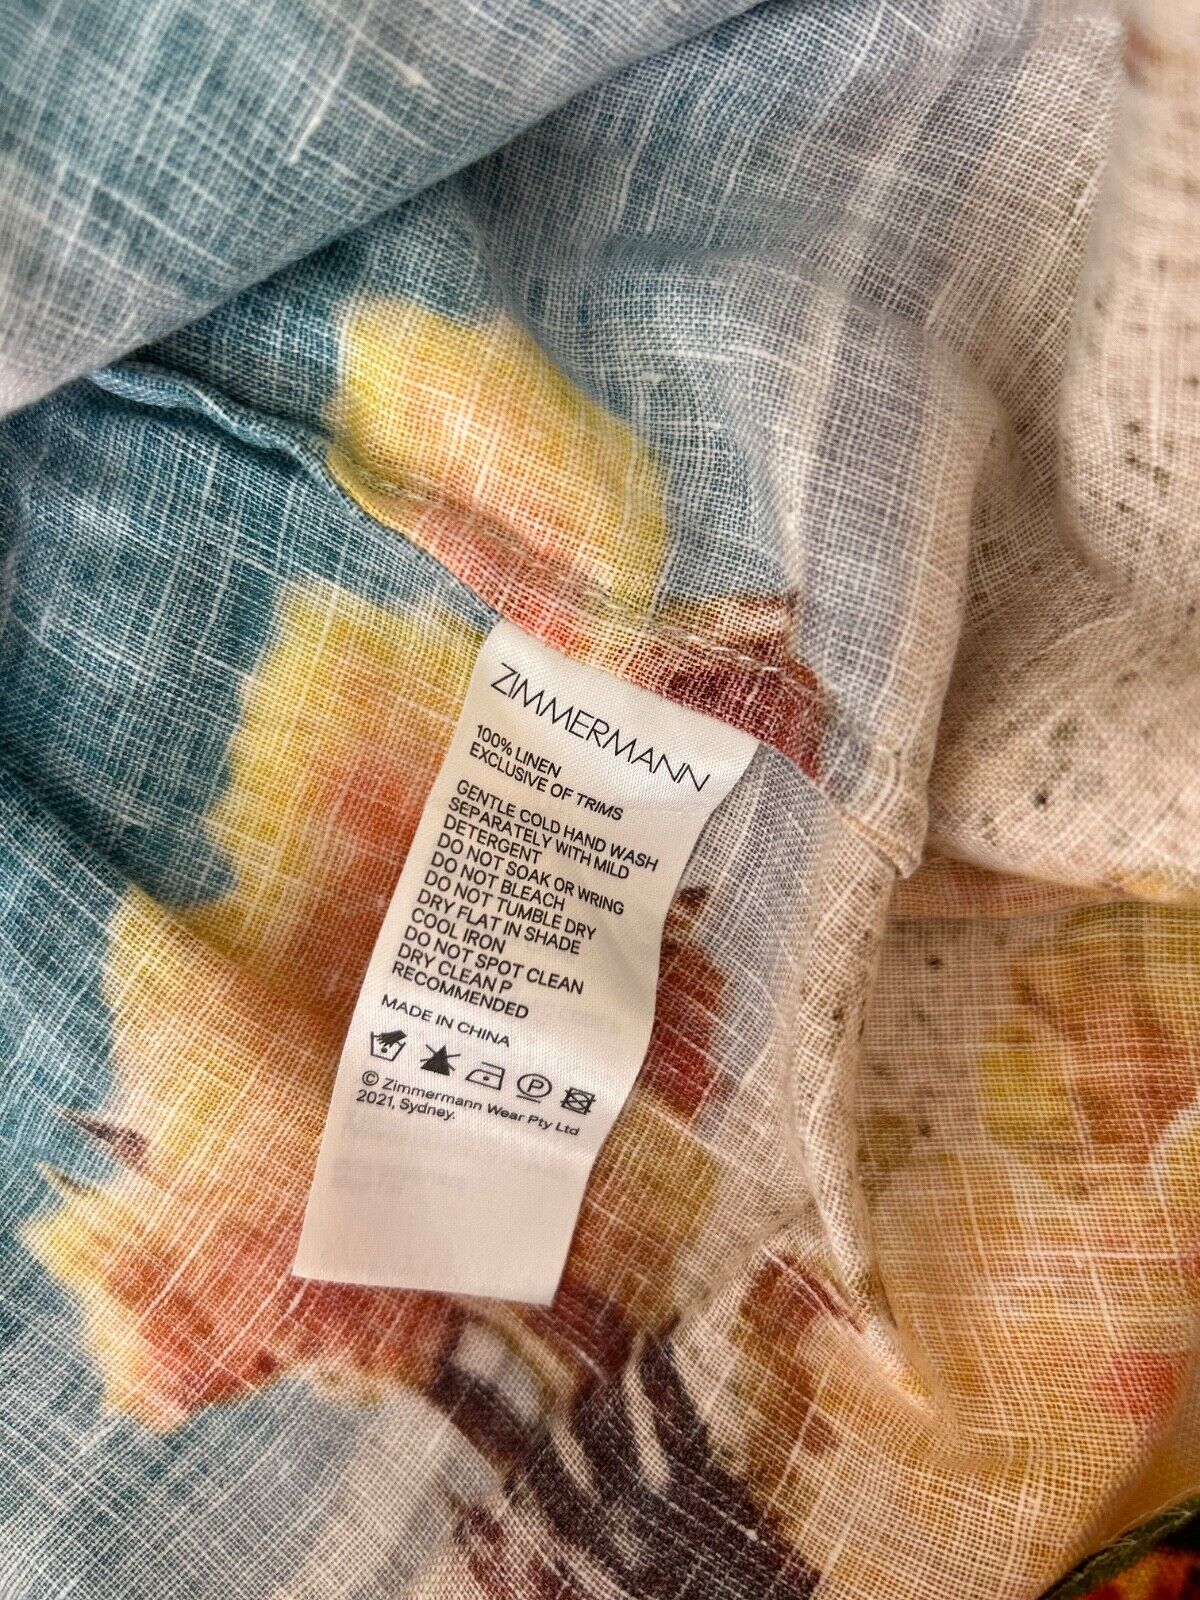 ZIMMERMANN
100% LINEN
EXCLUSIVE OF TRIMS
GENTLE COLD HAND WASH
SEPARATELY WITH MILD
DETERGENT
DO NOT SOAK OR WRING
DO NOT BLEACH
DO NOT TUMBLE DRY
DRY FLAT IN SHADE
COOL IRON
DO NOT SPOT CLEAN
DRY CLEAN P
RECOMMENDED
MADE IN CHINA
P
© Zimmermann Wear Pty Ltd
2021, Sydney.